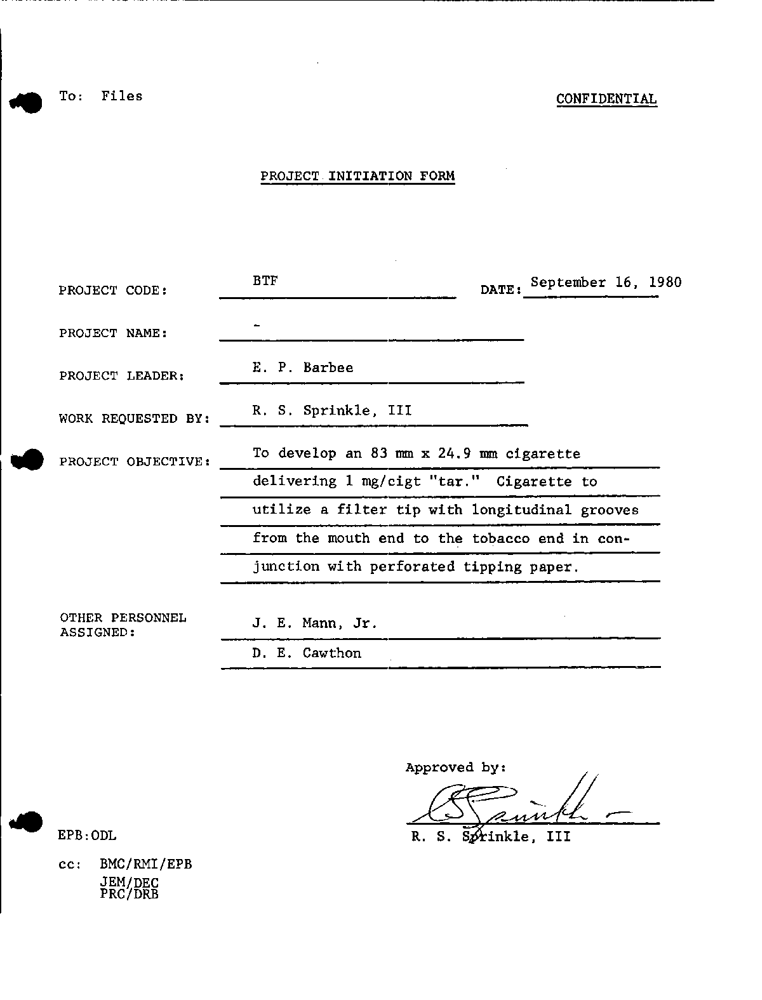 To: Files CONFIDENTIAL
PROJECT INITIATION FORM
PROJECT CODE: BTF DATE: September 16, 1980
PROJECT NAME: -
PROJECT LEADER: E. P. Barbee
WORK REQUESTED BY: R. S. Sprinkle, III
PROJECT OBJECTIVE: To develop an 83 mm x 24.9 mm cigarette
delivering 1 mg/cigt "tar." Cigarette to
utilize a filter tip with longitudinal grooves
from the mouth end to the tobacco end in con-
junction with perforated tipping paper.
OTHER PERSONNEL
ASSIGNED: J. E. Mann, Jr.
D. E. Cawthon
Approved by:
EPB:ODL R. S. Sprinkle, III
cc: BMC/RMI/EPB
JEM/DEC
PRC/DRB